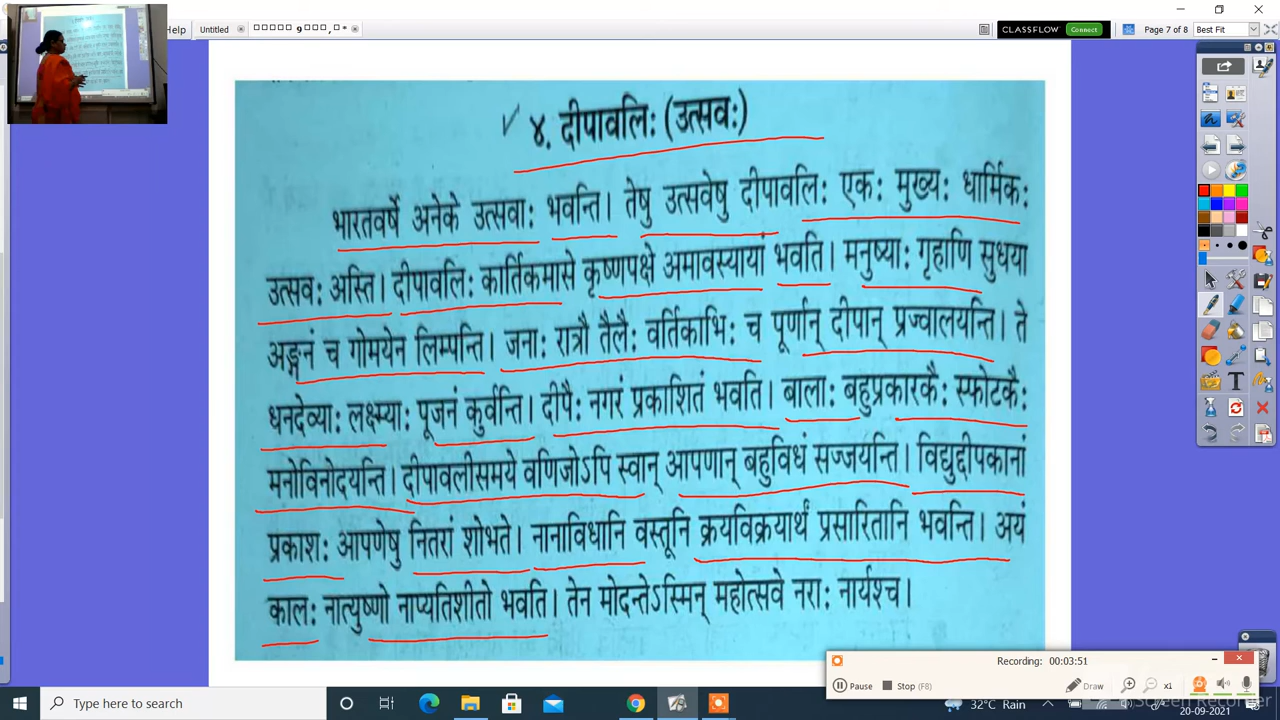 Help
Untitled
9
CLASSFLOW Connect
Page 7 of 8
Best Fit
४. दीपावलिः (उत्सवः)
भारतवर्षे अनेके उत्सवाः भवन्ति। तेषु उत्सवेषु दीपावलिः एकः मुख्यः धार्मिकः
उत्सवः अस्ति। दीपावलिः कार्तिकमासे कृष्णपक्षे अमावस्यायां भवति। मनुष्याः गृहाणि सुधया
अङ्गनं च गोमयेन लिम्पन्ति। जनाः रात्रौ तैलैः वर्तिकाभिः च पूर्णान् दीपान् प्रज्वालयन्ति। ते
धनदेव्याः लक्ष्म्याः पूजनं कुर्वन्ति। दीपैः नगरं प्रकाशितं भवति। बालाः बहुप्रकारकैः स्फोटकैः
मनोविनोदयन्ति। दीपावलीसमये वणिजोऽपि स्वान् आपणान् बहुविधं सज्जयन्ति। विद्युद्दीपकानां
प्रकाशः आपणेषु नितरां शोभते। नानाविधानि वस्तूनि क्रयविक्रयार्थं प्रसारितानि भवन्ति। अयं
कालः नात्युष्णो नाप्यतिशीतो भवति। तेन मोदन्तेऽस्मिन् महोत्सवे नराः नार्यश्च।
Recording: 00:03:51
Pause
Stop (F8)
Draw
x1
Type here to search
32°C Rain
20-09-2021
Screen Recorder